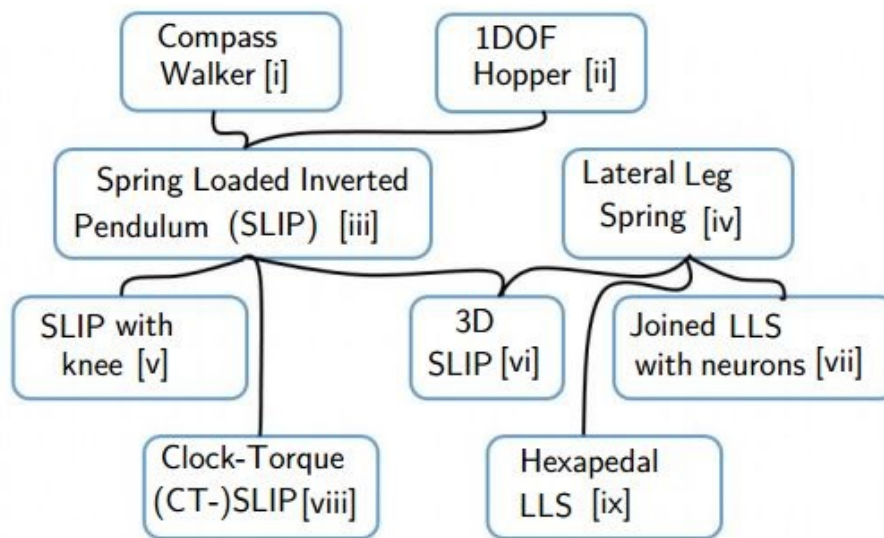 Compass
Walker [i]
1DOF
Hopper [ii]
Spring Loaded Inverted
Pendulum (SLIP) [iii]
Lateral Leg
Spring [iv]
SLIP with
knee [v]
3D
SLIP [vi]
Joined LLS
with neurons [vii]
Clock-Torque
(CT-)SLIP [viii]
Hexapedal
LLS [ix]